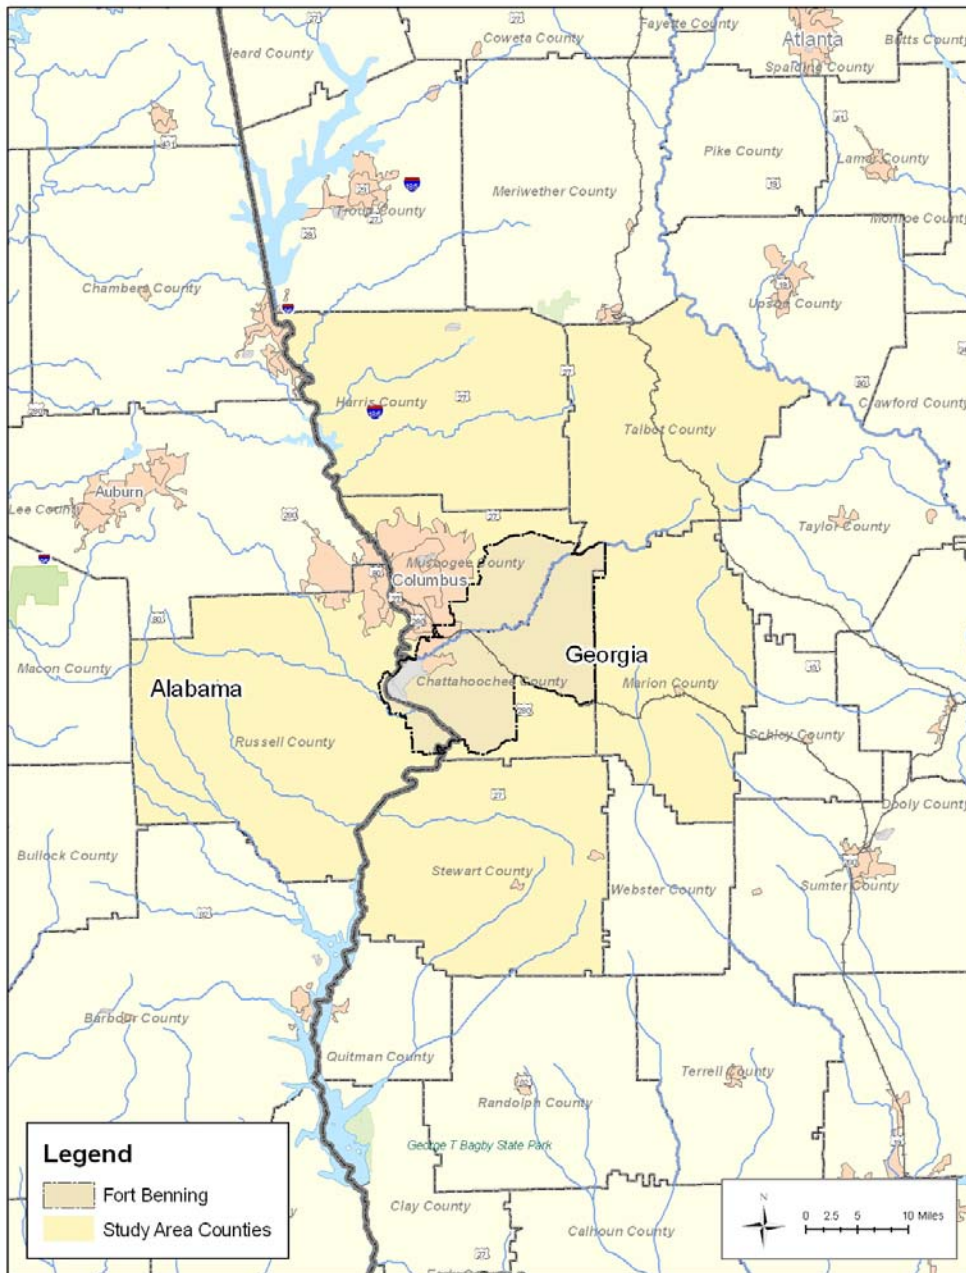 Fayette County
Coweta County
Heard County
Atlanta
Butts County
Spalding County
Pike County
Lamar County
Meriwether County
Troup County
Monroe County
Chambers County
Upson County
Harris County
Crawford County
Talbot County
Auburn
Lee County
Taylor County
Muscogee County
Columbus
Georgia
Macon County
Alabama
Chattahoochee County
Marion County
Russell County
Schley County
Dooly County
Bullock County
Stewart County
Webster County
Sumter County
Barbour County
Quitman County
Terrell County
Randolph County
George T Bagby State Park
Legend
Fort Benning
Study Area Counties
Clay County
Calhoun County
N
0 2.5 5 10 Miles